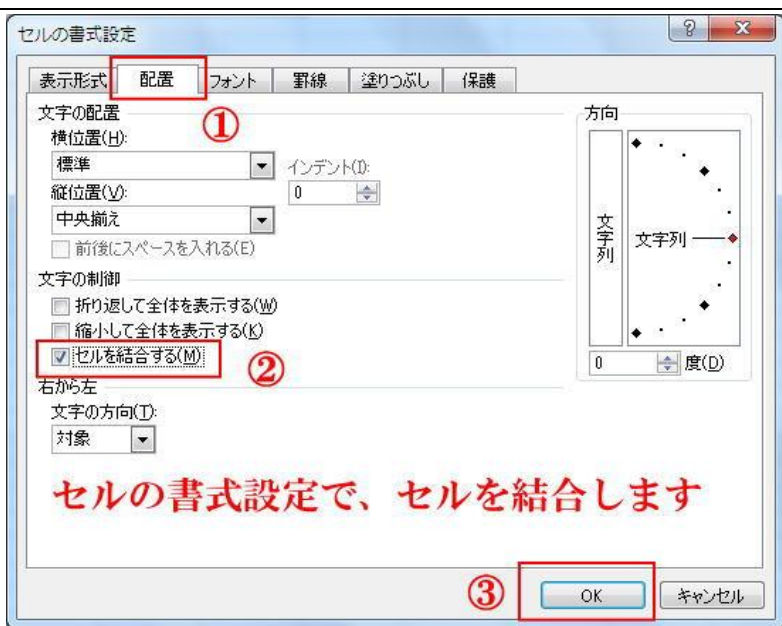 セルの書式設定
表示形式 配置 フォント 罫線 塗りつぶし 保護
①
文字の配置
横位置(H):
標準
インデント(I):
縦位置(V):
0
中央揃え
前後にスペースを入れる(E)
文字の制御
折り返して全体を表示する(W)
縮小して全体を表示する(K)
セルを結合する(M)
②
右から左
文字の方向(T):
対象
方向
文字列
文字列
0 度(D)
セルの書式設定で、セルを結合します
③
OK キャンセル